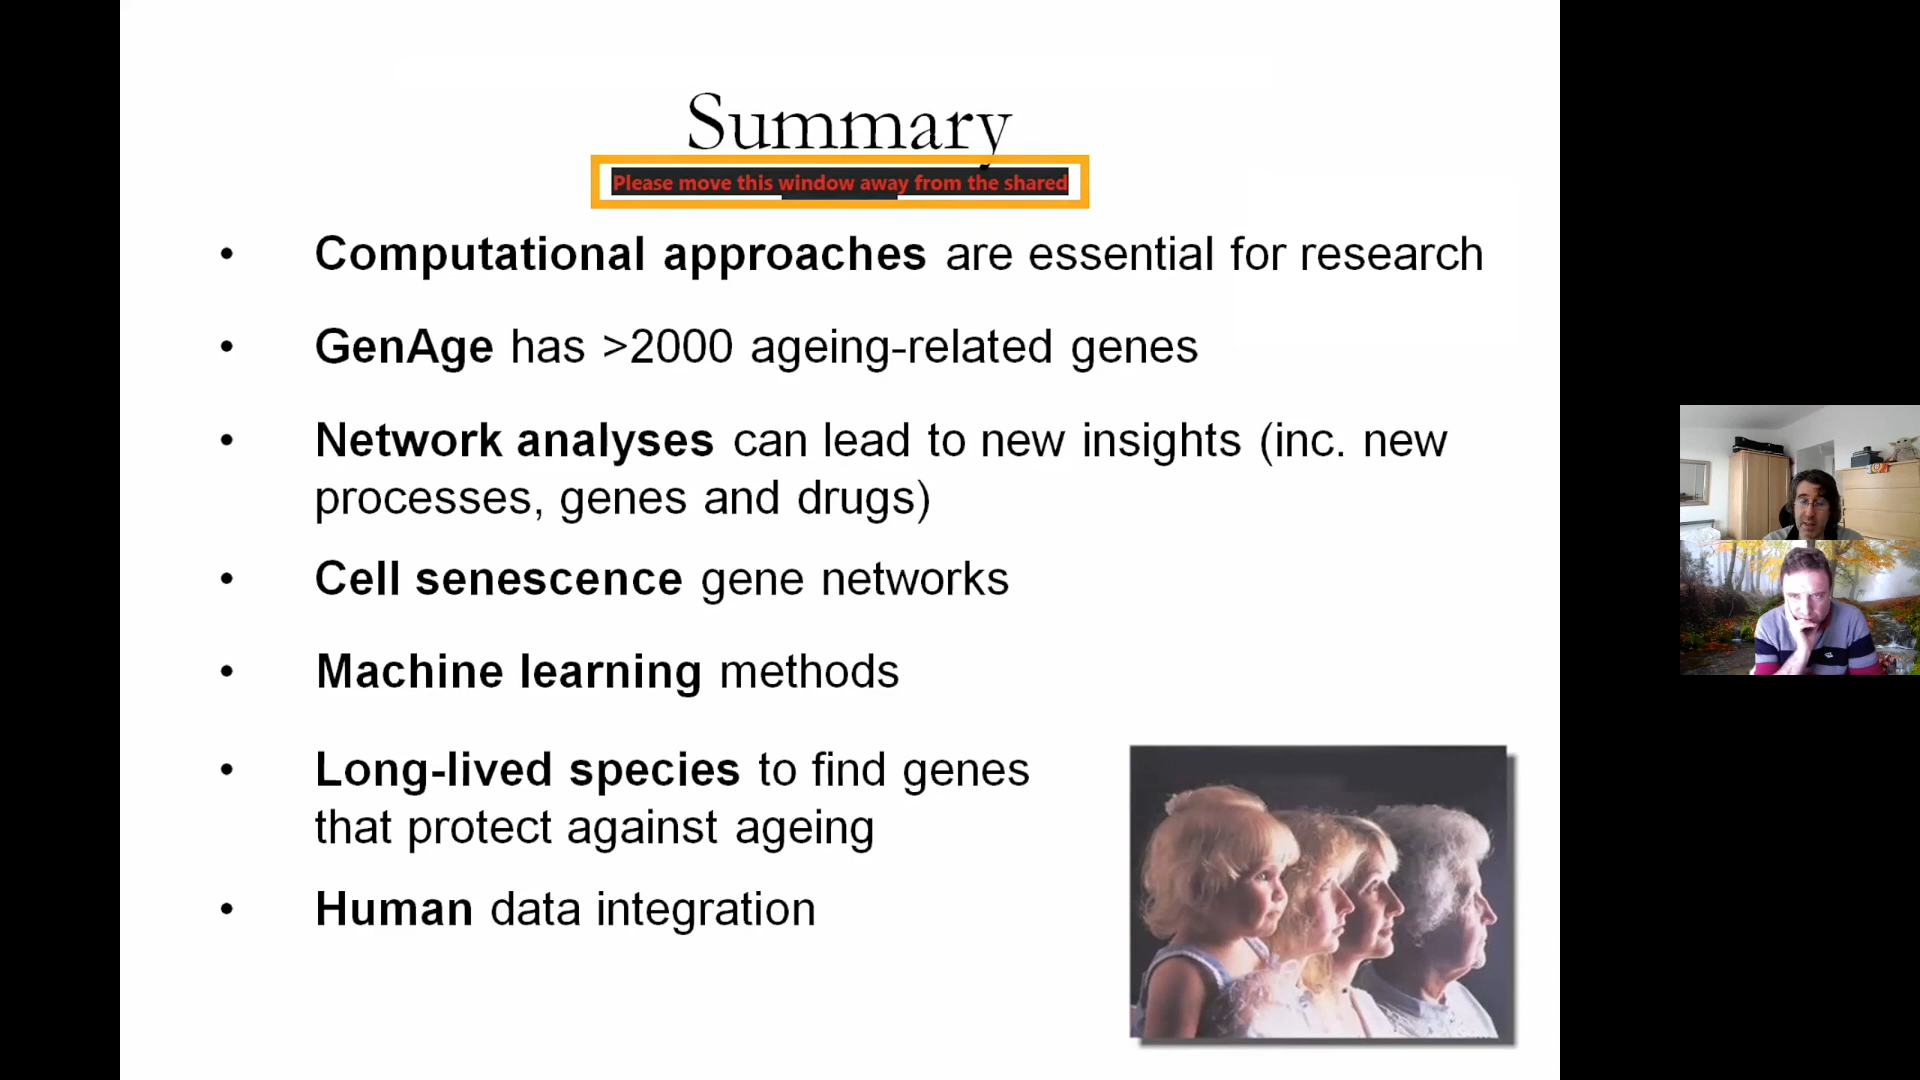 Summary
Please move this window away from the shared
• Computational approaches are essential for research
• GenAge has >2000 ageing-related genes
• Network analyses can lead to new insights (inc. new
processes, genes and drugs)
• Cell senescence gene networks
• Machine learning methods
• Long-lived species to find genes
that protect against ageing
• Human data integration